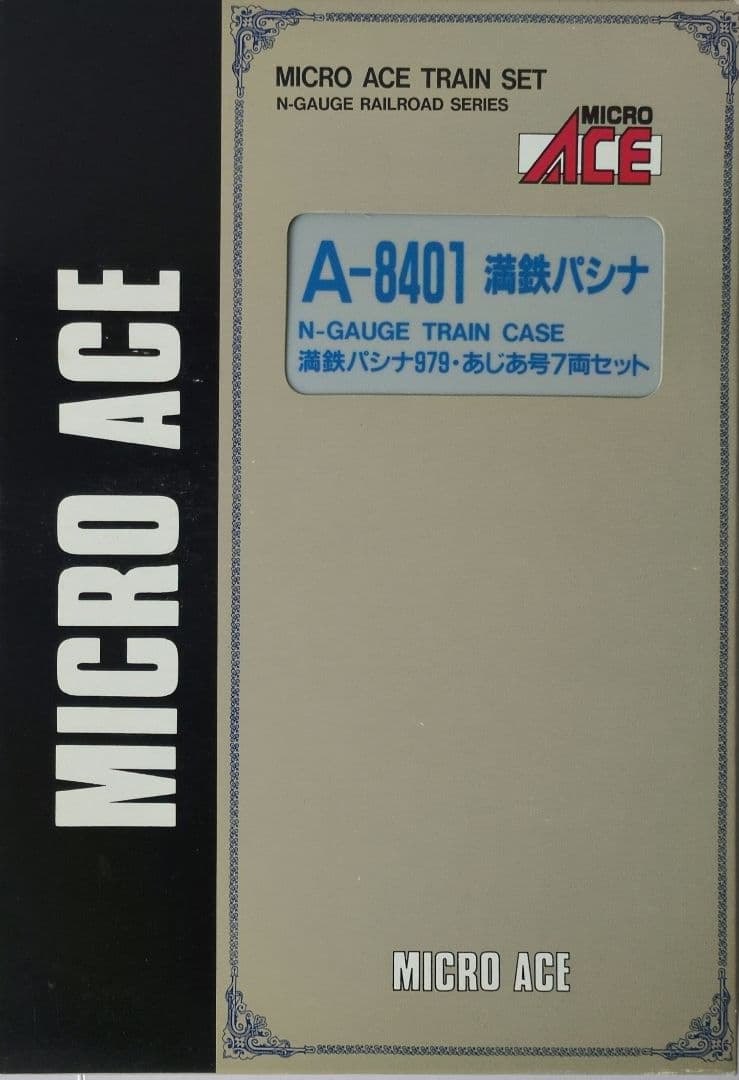 MICRO ACE
MICRO ACE TRAIN SET
N-GAUGE RAILROAD SERIES
MICRO
ACE
A-8401 満鉄パシナ
N-GAUGE TRAIN CASE
満鉄パシナ979・あじあ号7両セット
MICRO ACE